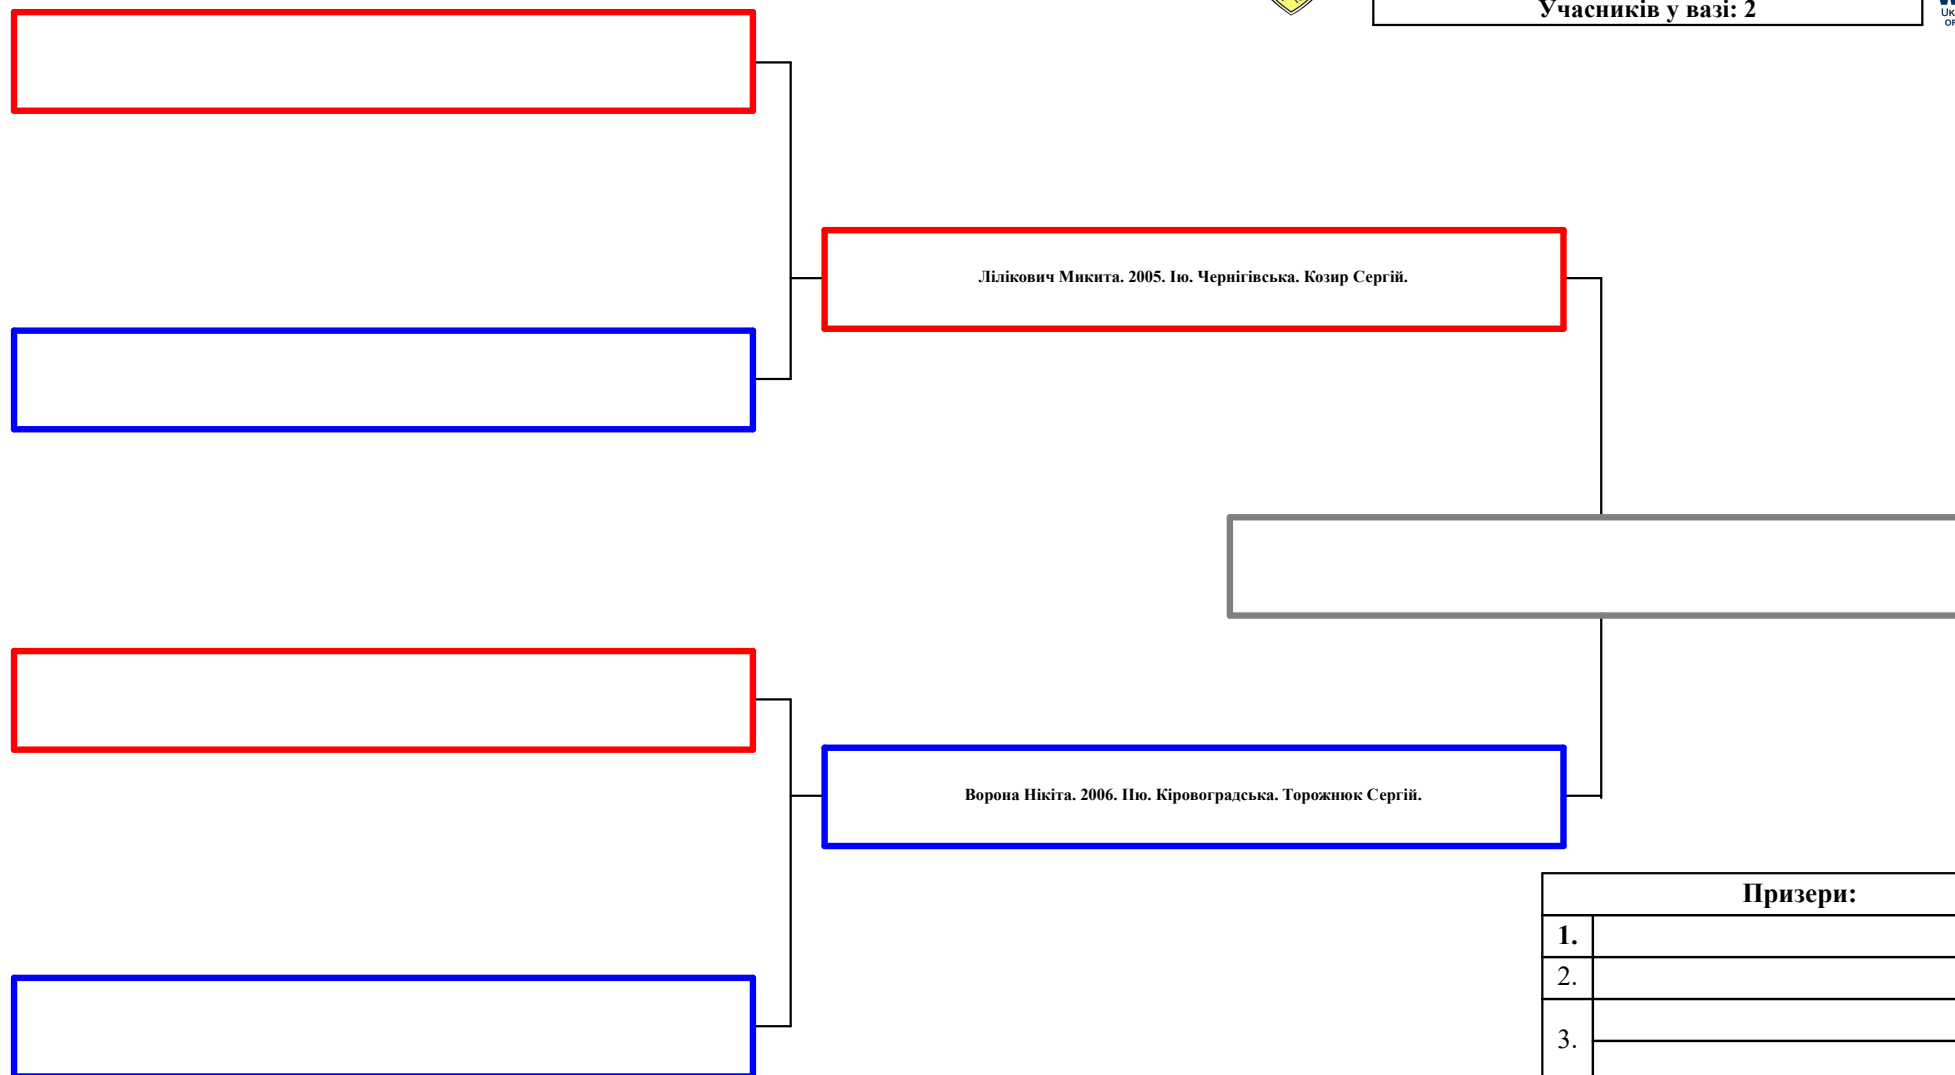 Учасників у вазі: 2
Лілікович Микита. 2005. Iю. Чернігівська. Козир Сергій.
Ворона Нікіта. 2006. IIю. Кіровоградська. Торожнюк Сергій.
Призери:
1.
2.
3.